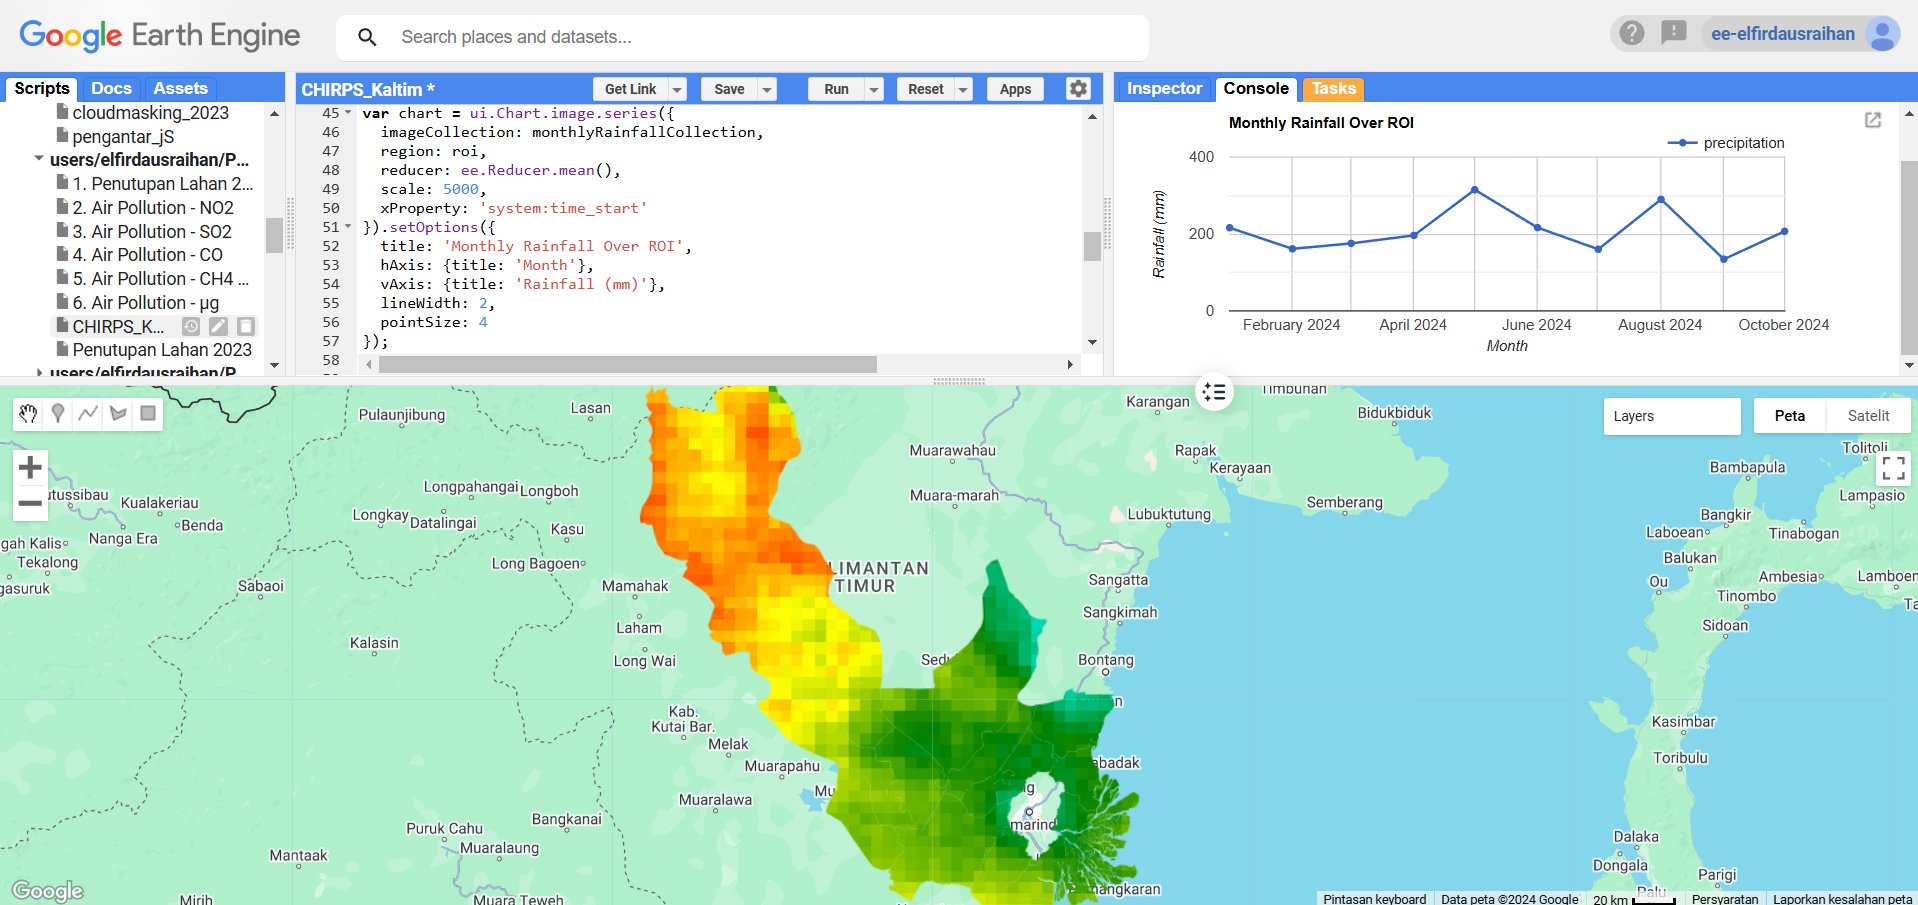 Google Earth Engine
Search places and datasets...
ee-elfirdausraihan
Scripts
Docs
Assets
cloudmasking_2023
pengantar_jS
users/elfirdausraihan/P...
1. Penutupan Lahan 2...
2. Air Pollution - NO2
3. Air Pollution - SO2
4. Air Pollution - CO
5. Air Pollution - CH4 ...
6. Air Pollution - µg
CHIRPS_K...
Penutupan Lahan 2023
users/elfirdausraihan/P
CHIRPS_Kaltim *
Get Link
Save
Run
Reset
Apps
45 var chart = ui.Chart.image.series({
46 imageCollection: monthlyRainfallCollection,
47 region: roi,
48 reducer: ee.Reducer.mean(),
49 scale: 5000,
50 xProperty: 'system:time_start'
51 }).setOptions({
52 title: 'Monthly Rainfall Over ROI',
53 hAxis: {title: 'Month'},
54 vAxis: {title: 'Rainfall (mm)'},
55 lineWidth: 2,
56 pointSize: 4
57 });
58
Inspector
Console
Tasks
Monthly Rainfall Over ROI
precipitation
400
200
0
Rainfall (mm)
February 2024
April 2024
June 2024
August 2024
October 2024
Month
Layers
Peta
Satelit
Pulaunjibung
Lasan
Karangan
Timbunan
Bidukbiduk
Muarawahau
Rapak
Kerayaan
Tolitoli
Bambapula
Longpahangai
Longboh
Muara-marah
Lampasio
utussibau
Kualakeriau
Semberang
Longkay
Datalingai
Kasu
Lubuktutung
Bangkir
Benda
Laboean
Tinabogan
Nanga Era
gah Kalis
Tekalong
Long Bagoen
LIMANTAN
TIMUR
Balukan
Ou
Ambesia
Lamboen
gasuruk
Sabaoi
Mamahak
Sangatta
Tinombo
Ta
Sangkimah
Laham
Sidoan
Kalasin
Long Wai
Sedu
Bontang
n
Kab.
Kutai Bar.
Kasimbar
Melak
Toribulu
Muarapahu
abadak
Mu
g
Muaralawa
marind
Bangkanai
Puruk Cahu
Dalaka
Muaralaung
Mantaak
Dongala
Parigi
mangkaran
Palu
Mirih
Muara Teweh
Google
Pintasan keyboard
Data peta ©2024 Google
20 km
Persyaratan
Laporkan kesalahan peta